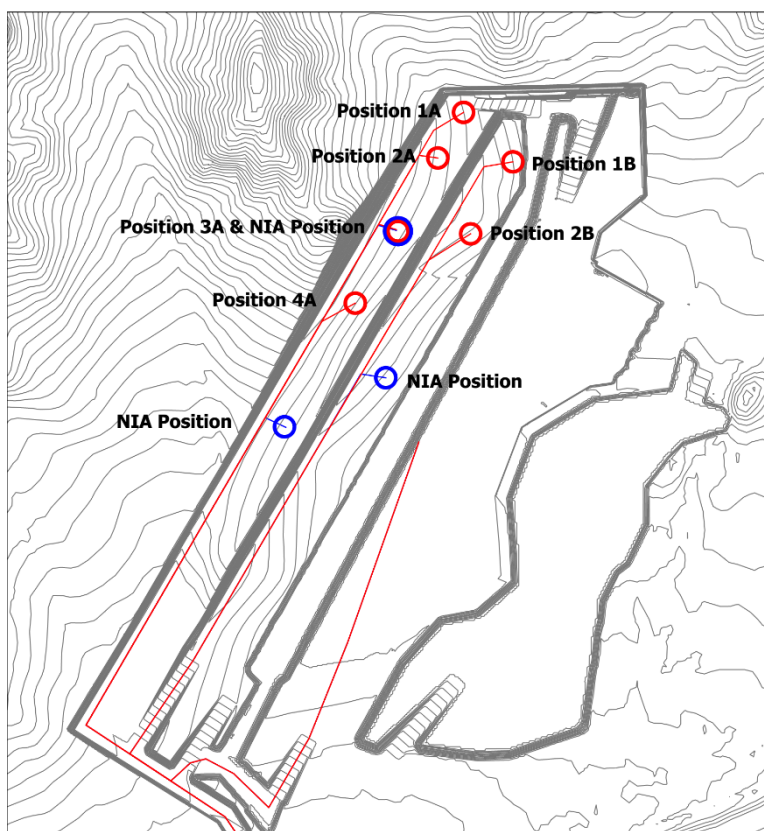 Position 1A
Position 2A
Position 1B
Position 3A & NIA Position
Position 2B
Position 4A
NIA Position
NIA Position